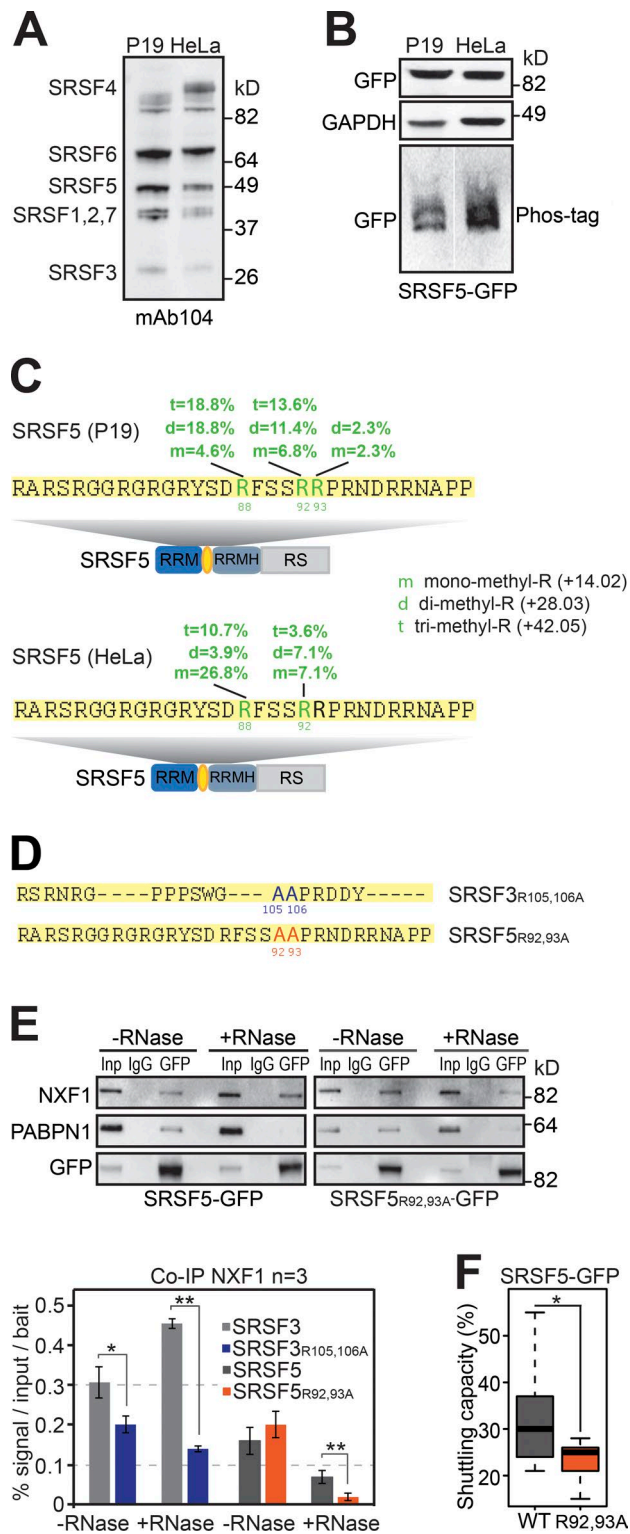 A
P19 HeLa
SRSF4
kD
82
SRSF6
64
SRSF5
49
SRSF1,2,7
37
SRSF3
26
mAb104
B
P19 HeLa
kD
GFP
82
GAPDH
49
GFP
Phos-tag
SRSF5-GFP
C
t=18.8% t=13.6%
SRSF5 (P19)
d=18.8% d=11.4% d=2.3%
m=4.6% m=6.8% m=2.3%
RARSRGGRGRGRYSDRFSSRRPRNDRRNAPP
88 92 93
SRSF5 RRM RRMH RS
m mono-methyl-R (+14.02)
d di-methyl-R (+28.03)
t tri-methyl-R (+42.05)
t=10.7% t=3.6%
SRSF5 (HeLa)
d=3.9% d=7.1%
m=26.8% m=7.1%
RARSRGGRGRGRYSDRFSSRRPRNDRRNAPP
88 92
SRSF5 RRM RRMH RS
D
RSRNRG----PPPSWG---AAPRDDY----- SRSF3R105,106A
105 106
RARSRGGRGRGRYSDRFSSAAPRNDRRNAPP SRSF5R92,93A
92 93
E
-RNase +RNase -RNase +RNase
Inp IgG GFP Inp IgG GFP Inp IgG GFP Inp IgG GFP kD
NXF1 82
PABPN1 64
GFP 82
SRSF5-GFP SRSF5R92,93A-GFP
Co-IP NXF1 n=3
% signal / input / bait
0.5
0.4
0.3
0.2
0.1
0
* ** **
SRSF3
SRSF3R105,106A
SRSF5
SRSF5R92,93A
-RNase +RNase -RNase +RNase
F
SRSF5-GFP
*
Shuttling capacity (%)
50
40
30
20
WT R92,93A